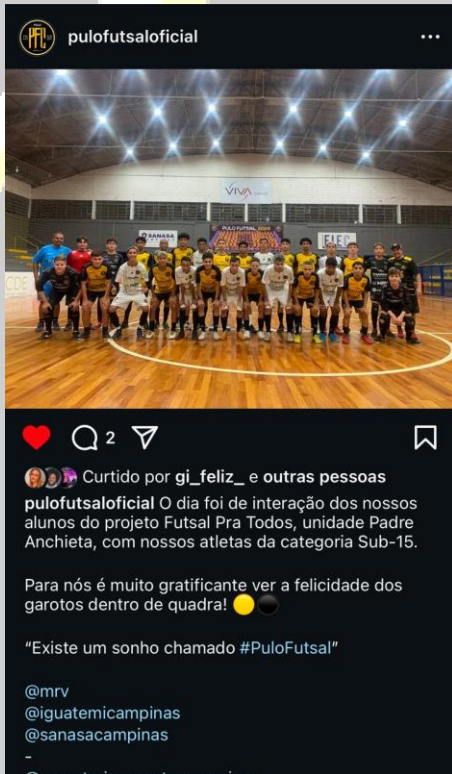 PFC
pulofutsaloficial
VIVA
SANASA
PULO FUTSAL
2
Curtido por gi_feliz_ e outras pessoas
pulofutsaloficial O dia foi de interação dos nossos
alunos do projeto Futsal Pra Todos, unidade Padre
Anchieta, com nossos atletas da categoria Sub-15.
Para nós é muito gratificante ver a felicidade dos
garotos dentro de quadra! 🟡⚫
“Existe um sonho chamado #PuloFutsal”
@mrv
@iguatemicampinas
@sanasacampinas
-